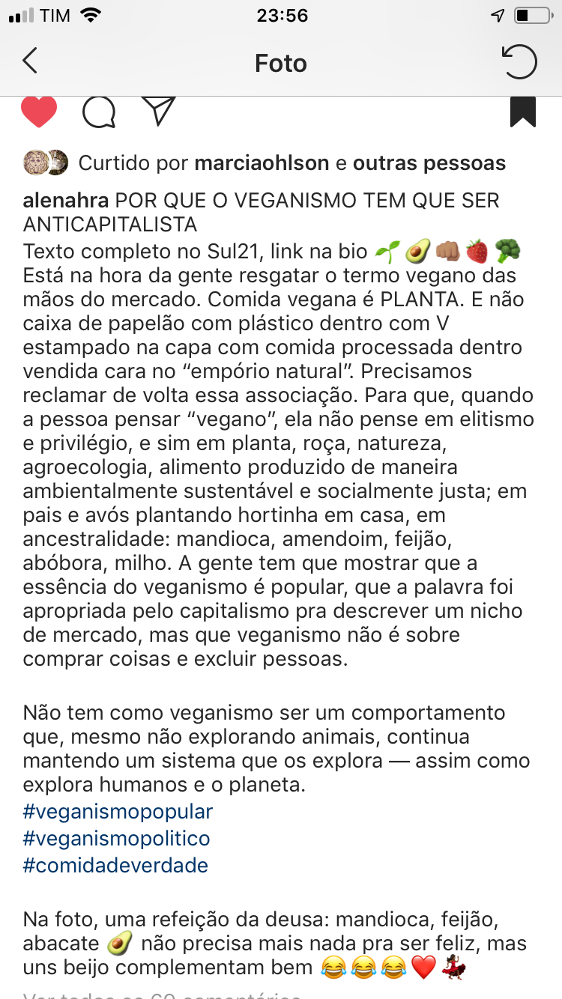 TIM 23:56
Foto
Curtido por marciaohlson e outras pessoas
alenahra POR QUE O VEGANISMO TEM QUE SER
ANTICAPITALISTA
Texto completo no Sul21, link na bio 🌱🥑👊🏽🍓🥦
Está na hora da gente resgatar o termo vegano das
mãos do mercado. Comida vegana é PLANTA. E não
caixa de papelão com plástico dentro com V
estampado na capa com comida processada dentro
vendida cara no “empório natural”. Precisamos
reclamar de volta essa associação. Para que, quando
a pessoa pensar “vegano”, ela não pense em elitismo
e privilégio, e sim em planta, roça, natureza,
agroecologia, alimento produzido de maneira
ambientalmente sustentável e socialmente justa; em
pais e avós plantando hortinha em casa, em
ancestralidade: mandioca, amendoim, feijão,
abóbora, milho. A gente tem que mostrar que a
essência do veganismo é popular, que a palavra foi
apropriada pelo capitalismo pra descrever um nicho
de mercado, mas que veganismo não é sobre
comprar coisas e excluir pessoas.
Não tem como veganismo ser um comportamento
que, mesmo não explorando animais, continua
mantendo um sistema que os explora — assim como
explora humanos e o planeta.
#veganismopopular
#veganismopolitico
#comidadeverdade
Na foto, uma refeição da deusa: mandioca, feijão,
abacate 🥑 não precisa mais nada pra ser feliz, mas
uns beijo complementam bem 😂😂😂❤️💃🏿
Ver todos os 69 comentários